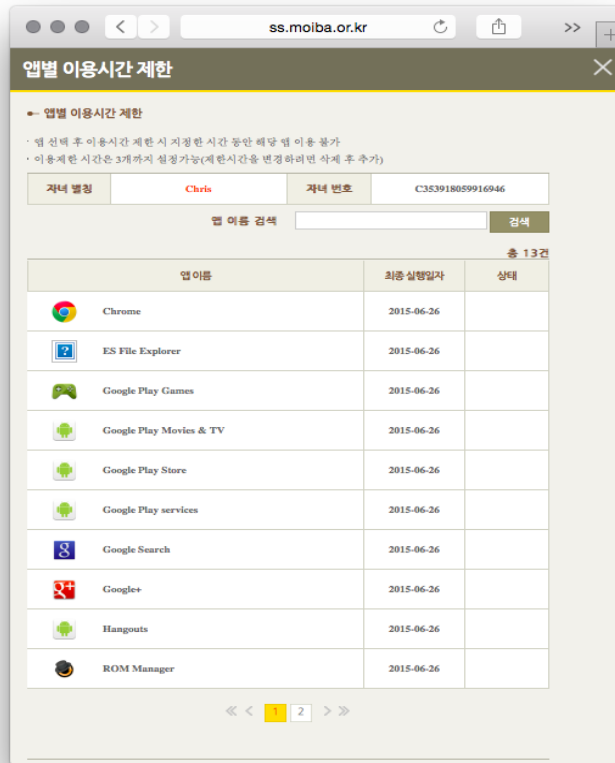 ss.moiba.or.kr
앱별 이용시간 제한
앱별 이용시간 제한
· 앱 선택 후 이용시간 제한 시 지정한 시간 동안 해당 앱 이용 불가
· 이용제한 시간은 3개까지 설정가능(제한시간을 변경하려면 삭제 후 추가)
자녀 별칭 Chris 자녀 번호 C353918059916946
앱 이름 검색 검색
총 13건
앱 이름 최종 실행일자 상태
Chrome 2015-06-26
ES File Explorer 2015-06-26
Google Play Games 2015-06-26
Google Play Movies & TV 2015-06-26
Google Play Store 2015-06-26
Google Play services 2015-06-26
Google Search 2015-06-26
Google+ 2015-06-26
Hangouts 2015-06-26
ROM Manager 2015-06-26
1 2